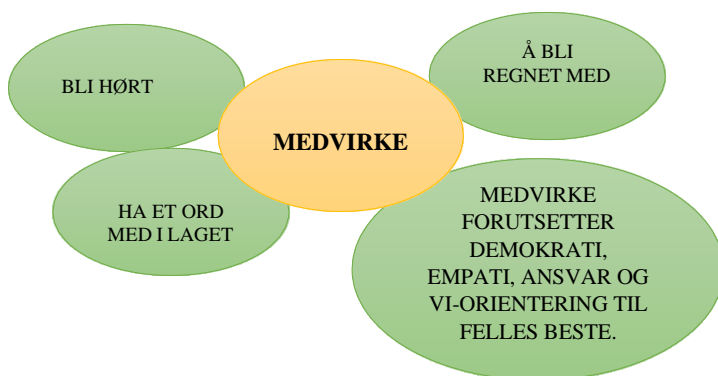 BLI HØRT
Å BLI
REGNET MED
MEDVIRKE
HA ET ORD
MED I LAGET
MEDVIRKE
FORUTSETTER
DEMOKRATI,
EMPATI, ANSVAR OG
VI-ORIENTERING TIL
FELLES BESTE.